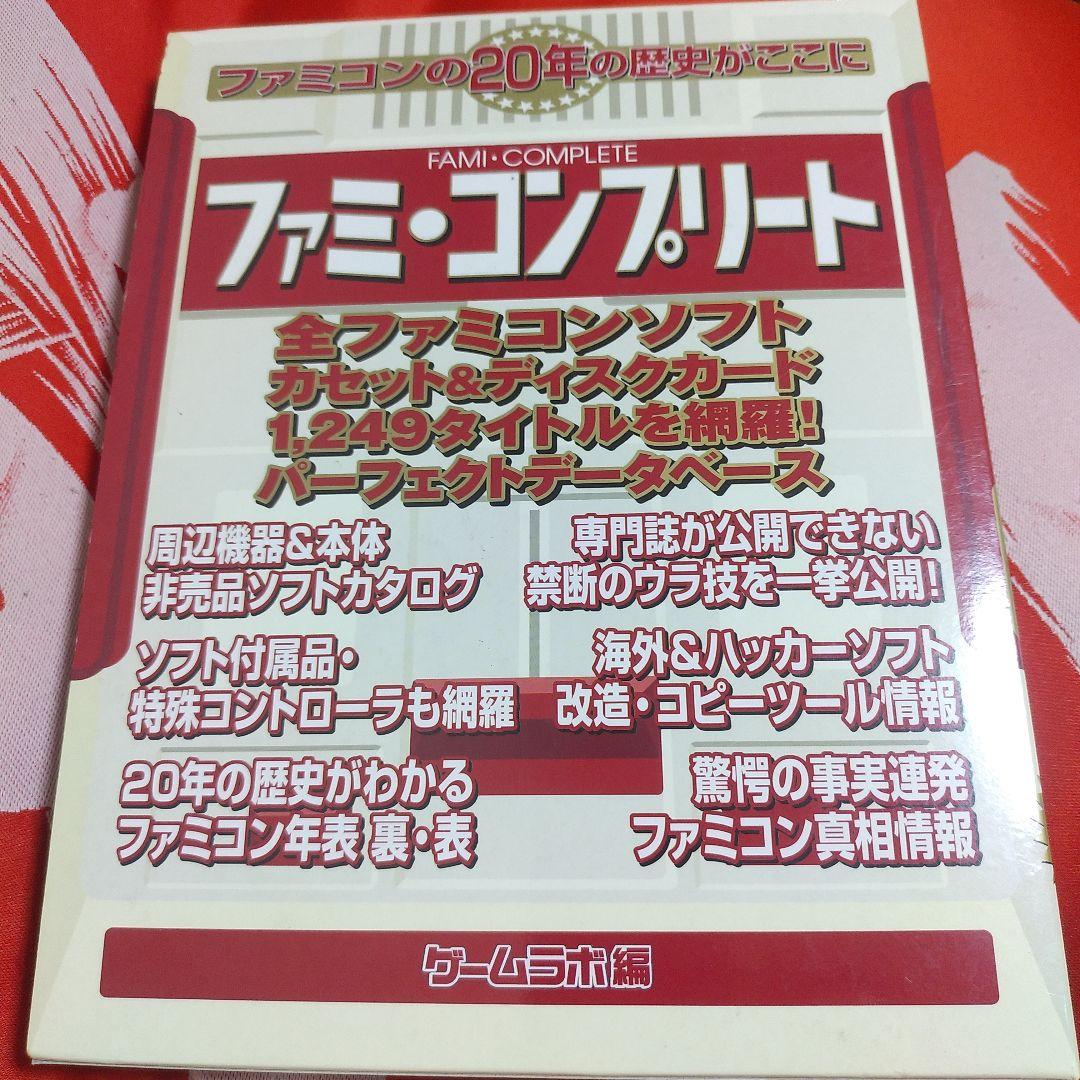 ファミコンの20年の歴史がここに
FAMI・COMPLETE
ファミ・コンプリート
全ファミコンソフト
カセット&ディスクカード
1,249タイトルを網羅!
パーフェクトデータベース
周辺機器&本体
非売品ソフトカタログ
専門誌が公開できない
禁断のウラ技を一挙公開!
ソフト付属品・
特殊コントローラも網羅
海外&ハッカーソフト
改造・コピーツール情報
20年の歴史がわかる
ファミコン年表 裏・表
驚愕の事実連発
ファミコン真相情報
ゲームラボ編